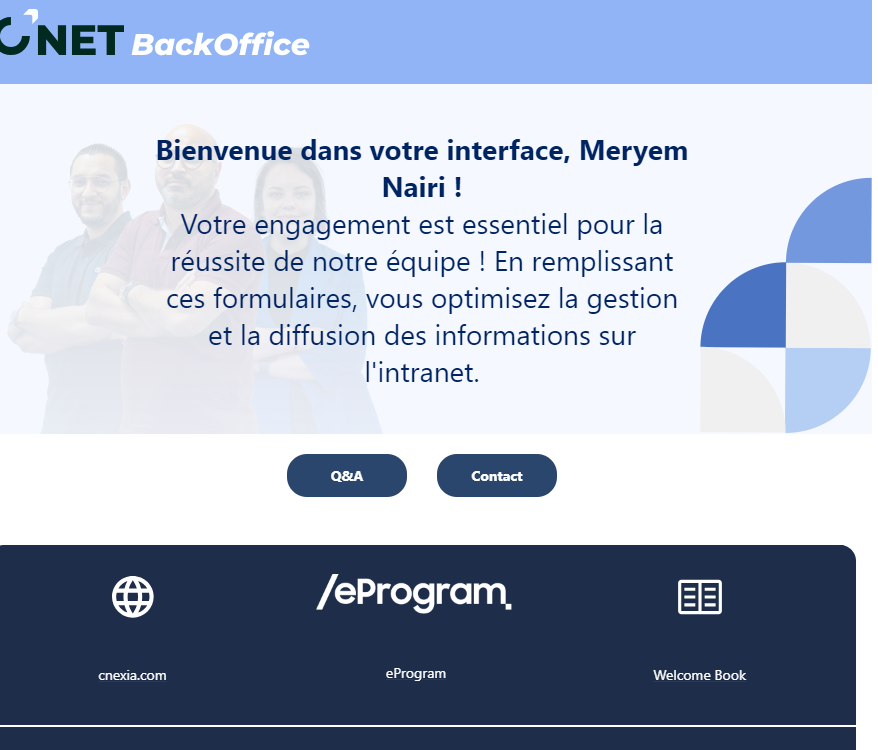 CNET BackOffice
Bienvenue dans votre interface, Meryem
Nairi !
Votre engagement est essentiel pour la
réussite de notre équipe ! En remplissant
ces formulaires, vous optimisez la gestion
et la diffusion des informations sur
l'intranet.
Q&A
Contact
/eProgram.
cnexia.com
eProgram
Welcome Book